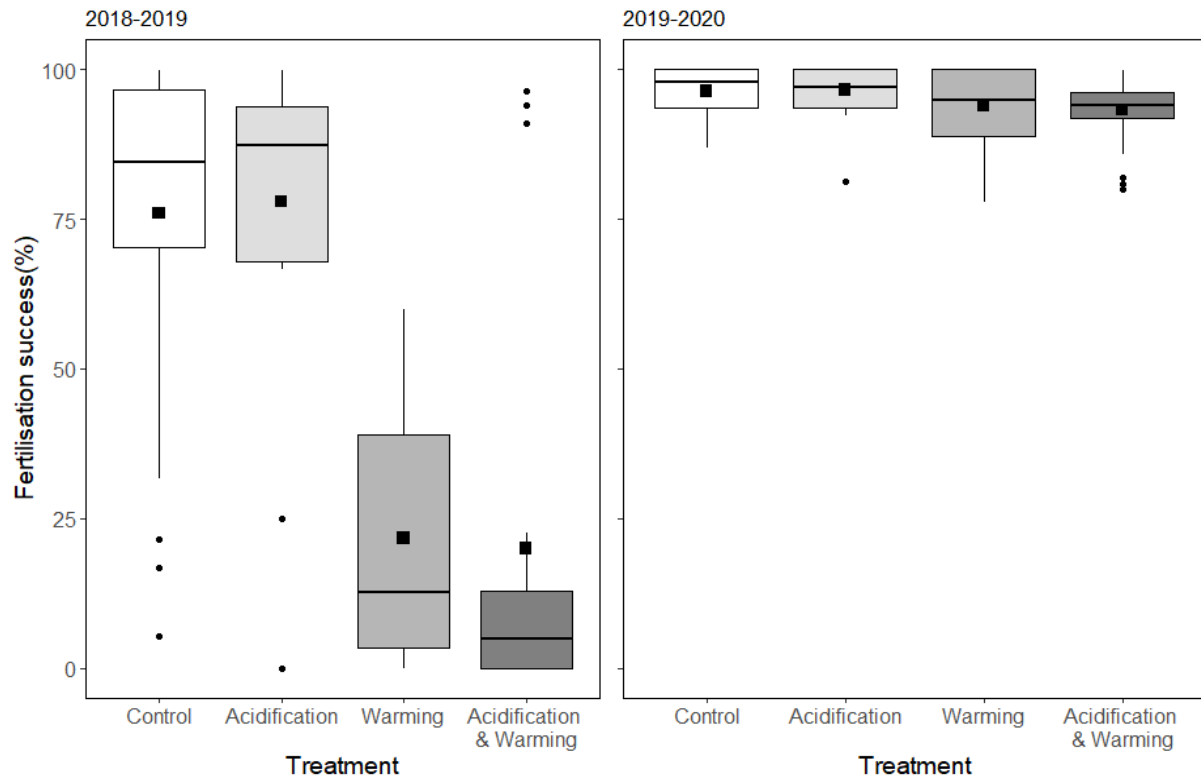 2018-2019
2019-2020
Fertilisation success(%)
100
75
50
25
0
Control
Acidification
Warming
Acidification
& Warming
Treatment
Control
Acidification
Warming
Acidification
& Warming
Treatment